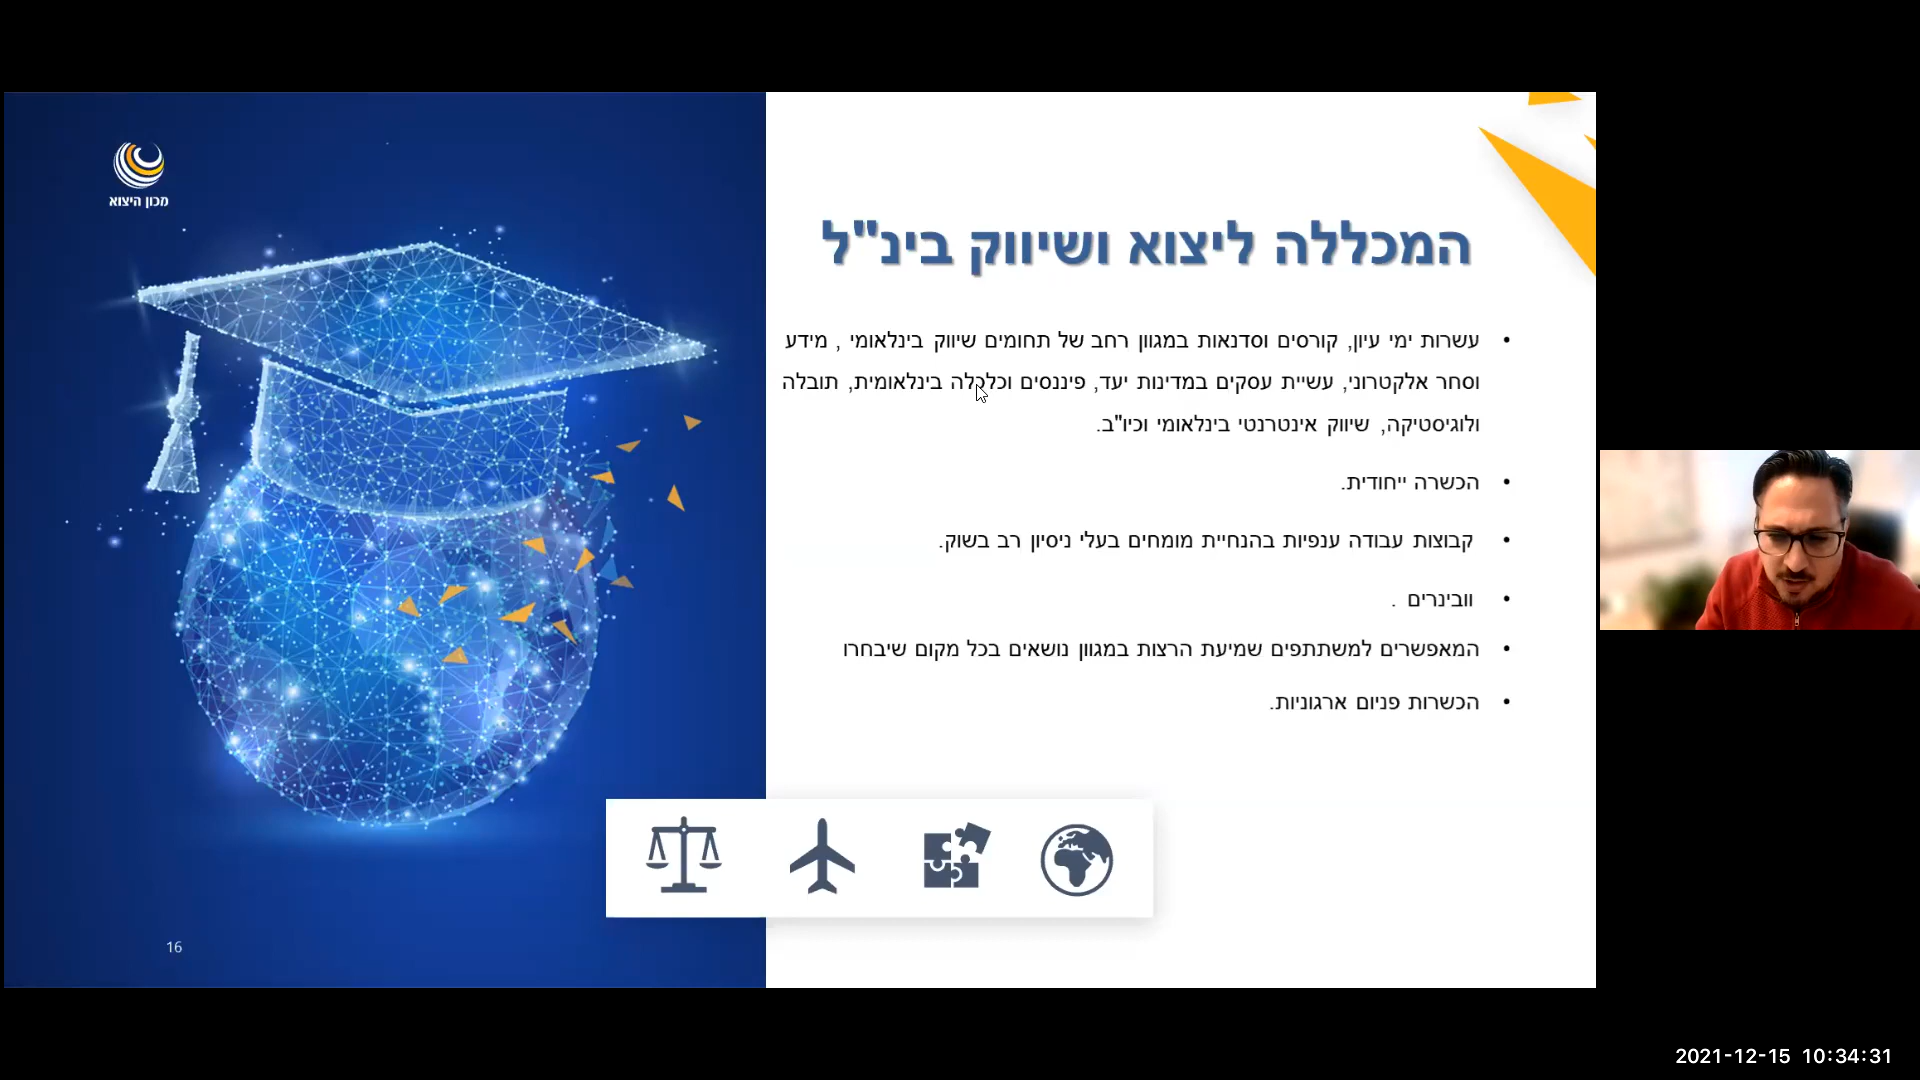 מכון היצוא
המכללה ליצוא ושיווק בינ"ל
• עשרות ימי עיון, קורסים וסדנאות במגוון רחב של תחומים שיווק בינלאומי , מידע
וסחר אלקטרוני, עשיית עסקים במדינות יעד, פיננסים וכלכלה בינלאומית, תובלה
ולוגיסטיקה, שיווק אינטרנטי בינלאומי וכיו"ב.
• הכשרה ייחודית.
• קבוצות עבודה ענפיות בהנחיית מומחים בעלי ניסיון רב בשוק.
• וובינרים .
• המאפשרים למשתתפים שמיעת הרצות במגוון נושאים בכל מקום שיבחרו
• הכשרות פניום ארגוניות.
16
2021-12-15 10:34:31